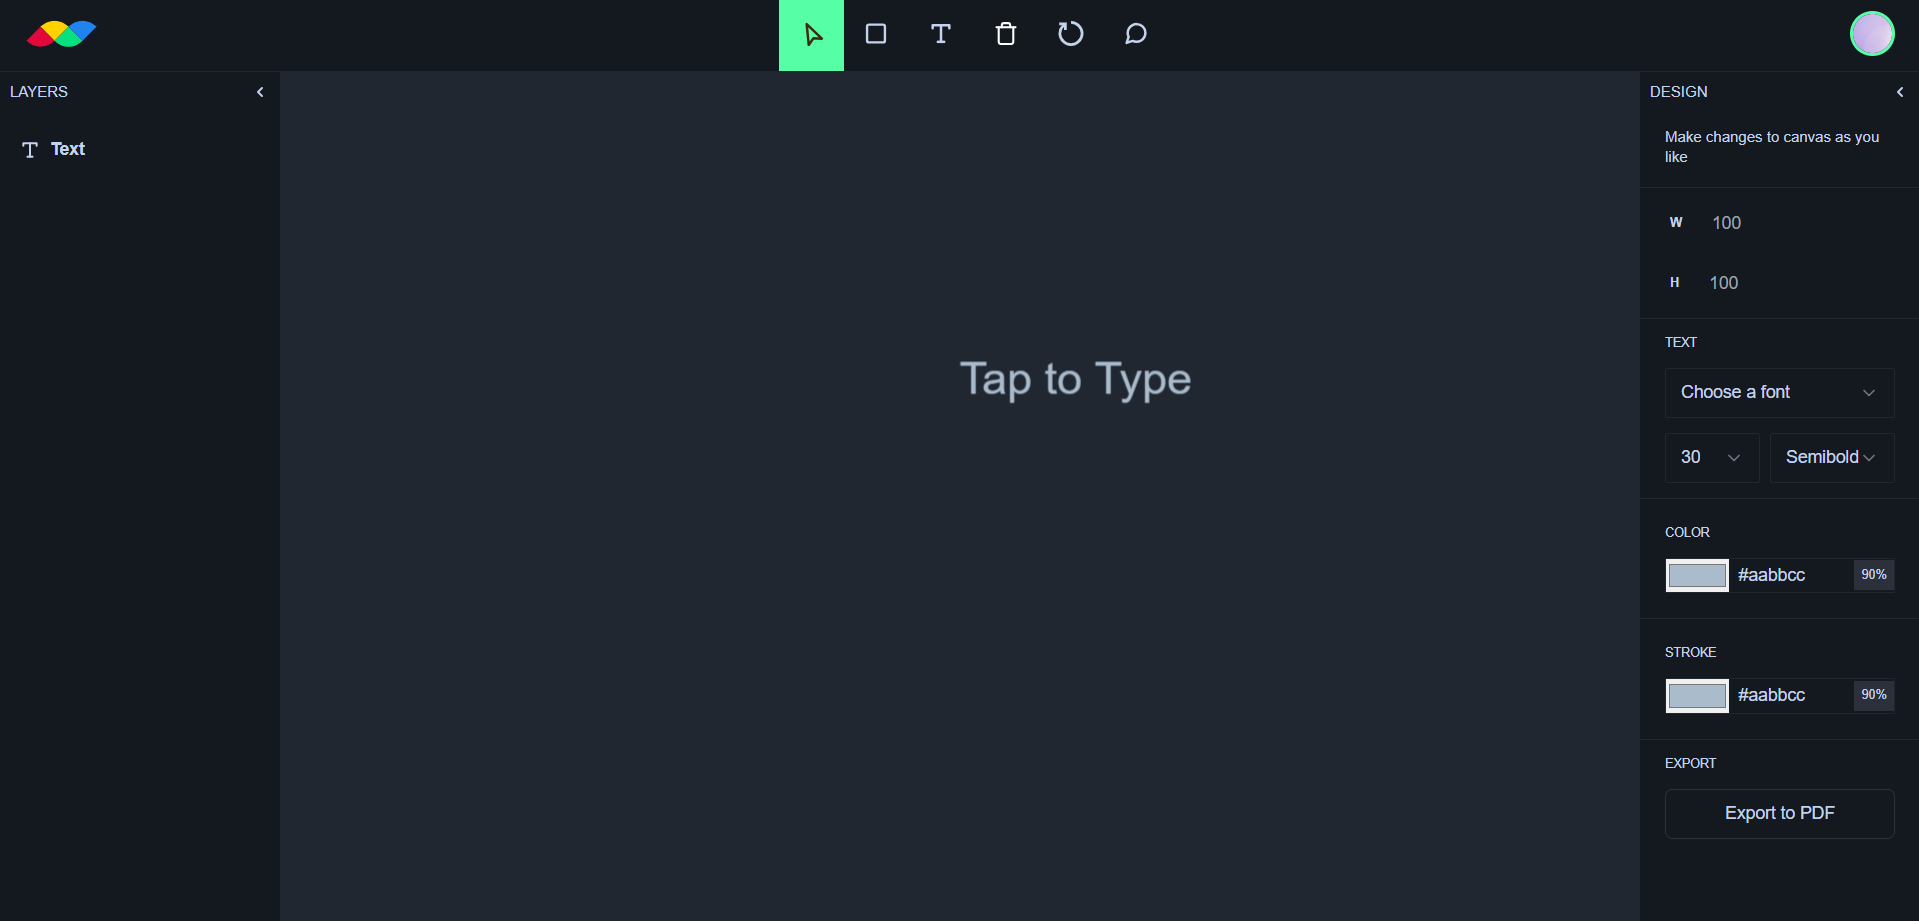 LAYERS
Text
Tap to Type
DESIGN
Make changes to canvas as you
like
W 100
H 100
TEXT
Choose a font
30 Semibold
COLOR
#aabbcc 90%
STROKE
#aabbcc 90%
EXPORT
Export to PDF